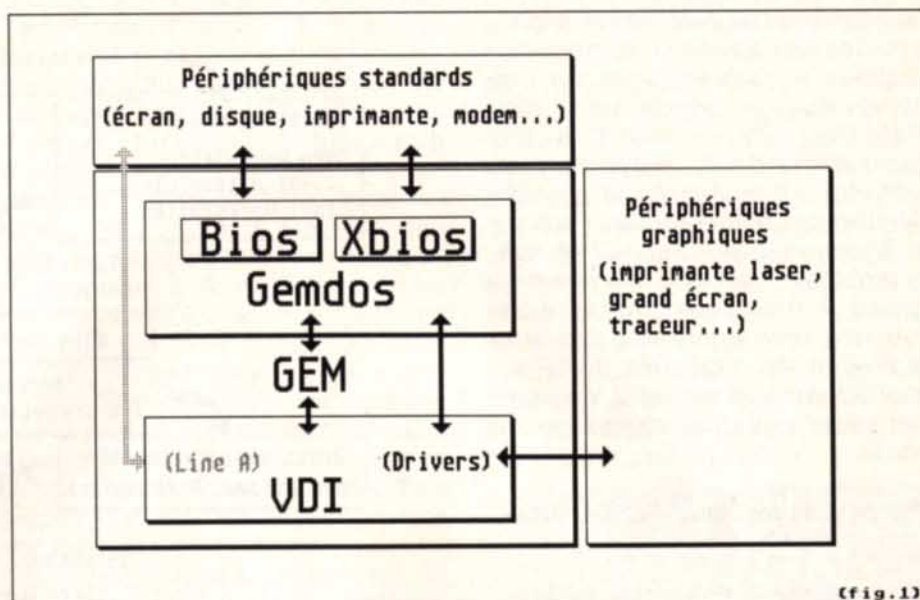 Périphériques standards
(écran, disque, imprimante, modem...)
Bios
Xbios
Gemdos
GEM
(Line A)
(Drivers)
VDI
Périphériques
graphiques
(imprimante laser,
grand écran,
traceur...)
(fig.1)